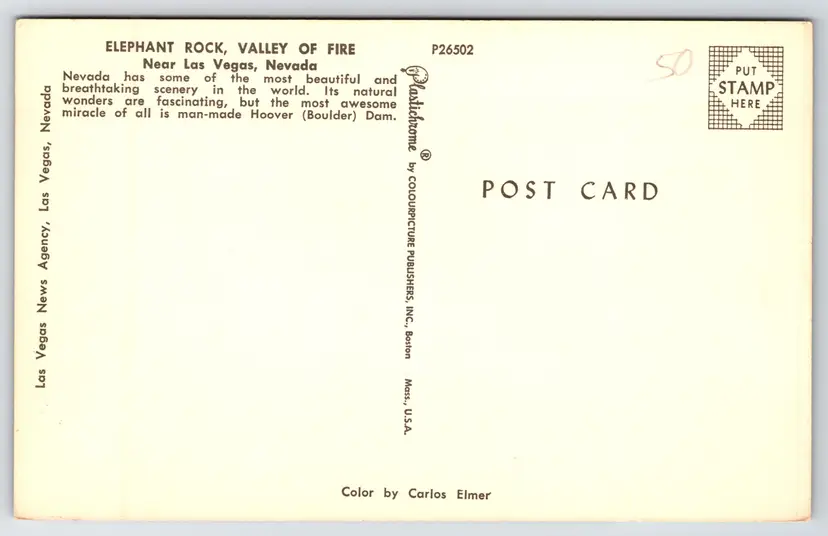 ELEPHANT ROCK, VALLEY OF FIRE
Near Las Vegas, Nevada
Nevada has some of the most beautiful and
breathtaking scenery in the world. Its natural
wonders are fascinating, but the most awesome
miracle of all is man-made Hoover (Boulder) Dam.
Las Vegas News Agency, Las Vegas, Nevada
P26502
Plastichrome ® by COLOURPICTURE PUBLISHERS, INC., Boston Mass., U.S.A.
50
PUT
STAMP
HERE
POST CARD
Color by Carlos Elmer